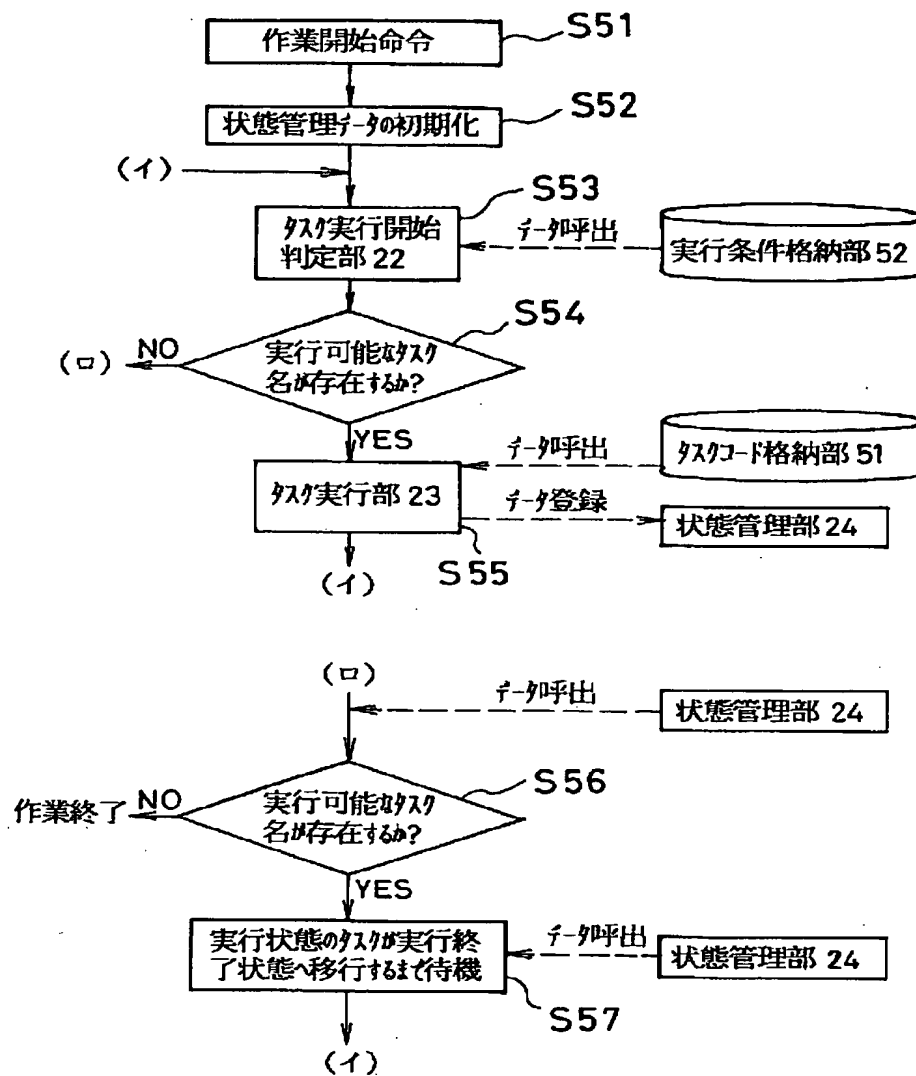 作業開始命令
S51
状態管理データの初期化
S52
(イ)
S53
タスク実行開始
判定部 22
データ呼出
実行条件格納部 52
S54
実行可能なタスク
名が存在するか?
NO
(ロ)
YES
データ呼出
タスクコード格納部 51
タスク実行部 23
データ登録
状態管理部 24
S55
(イ)
(ロ)
データ呼出
状態管理部 24
S56
実行可能なタスク
名が存在するか?
NO
作業終了
YES
実行状態のタスクが実行終
了状態へ移行するまで待機
データ呼出
状態管理部 24
S57
(イ)